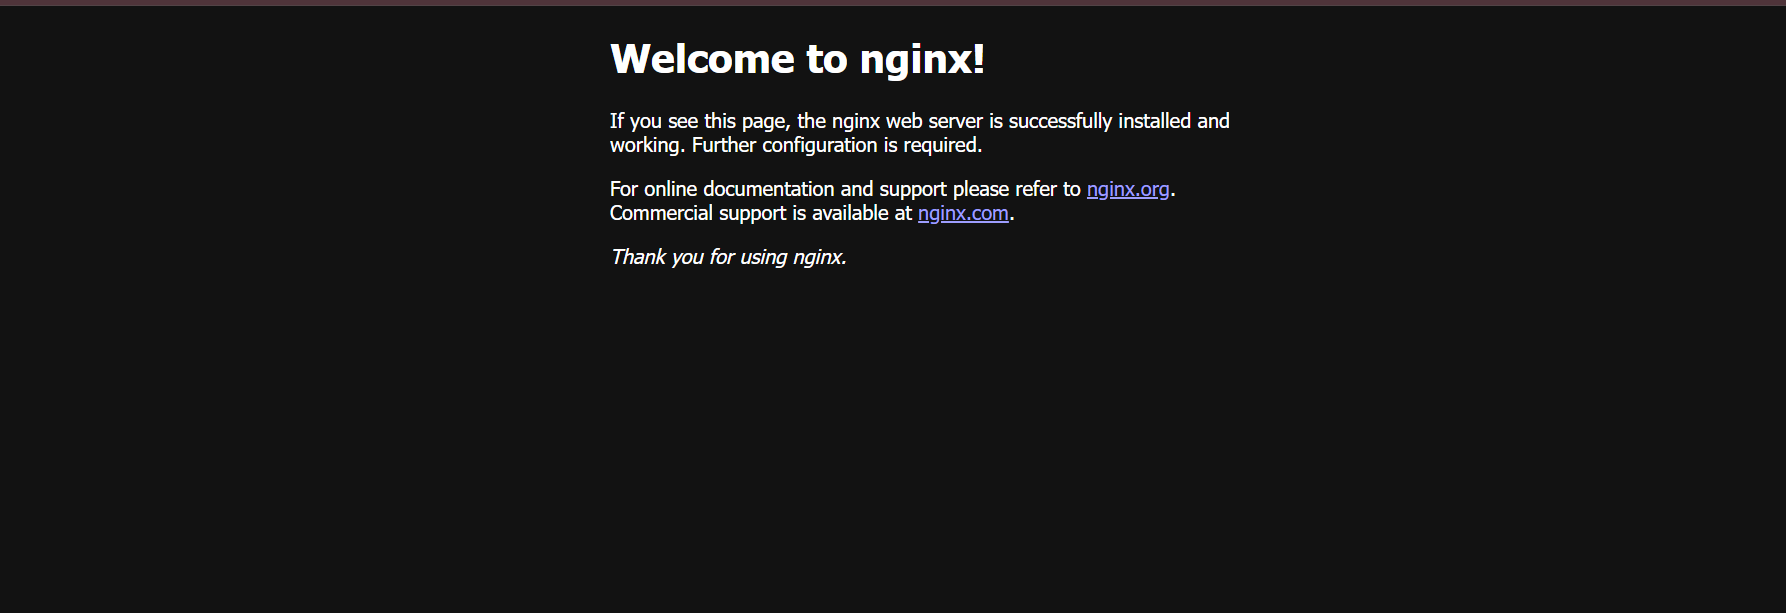 Welcome to nginx!
If you see this page, the nginx web server is successfully installed and
working. Further configuration is required.
For online documentation and support please refer to nginx.org.
Commercial support is available at nginx.com.
Thank you for using nginx.